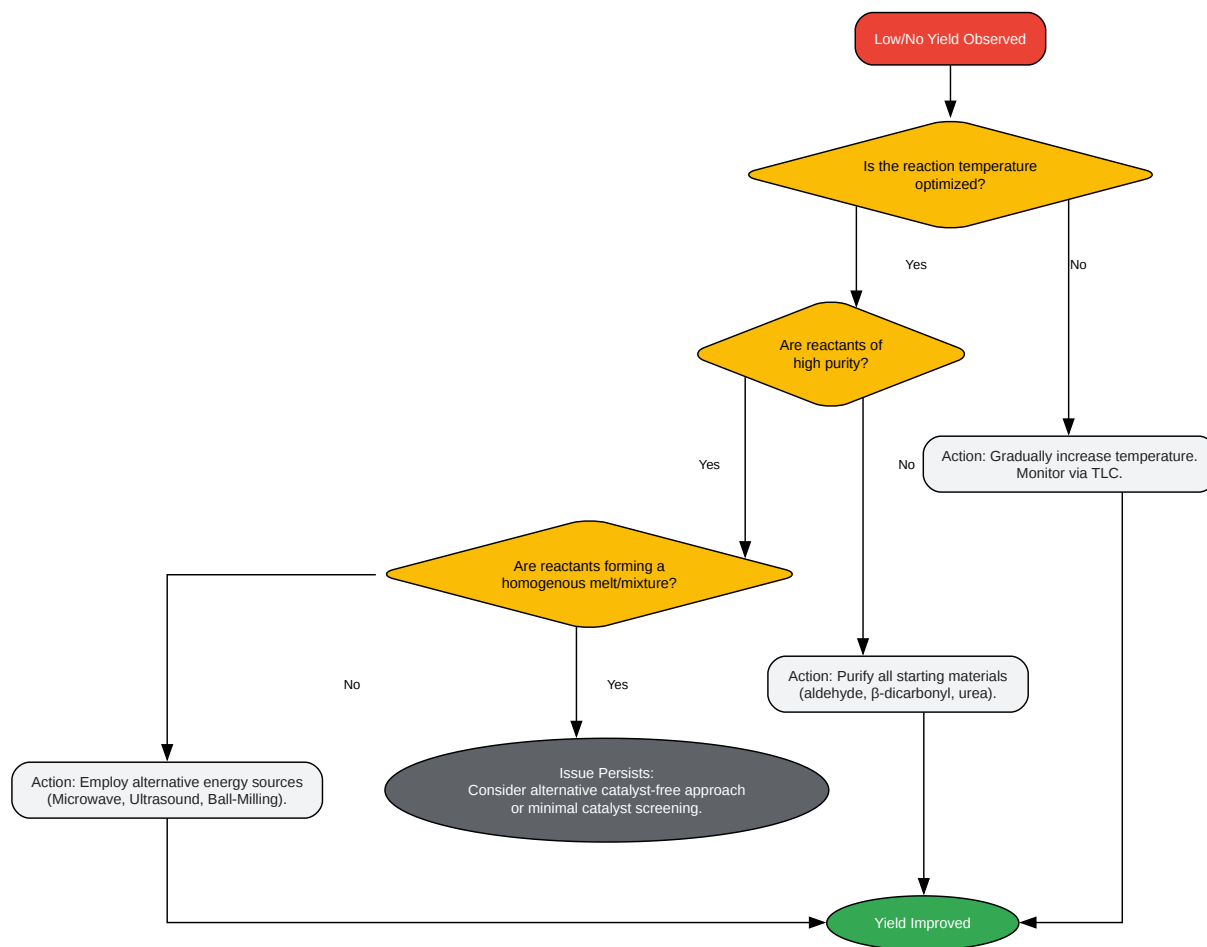 Low/No Yield Observed
Is the reaction temperature
optimized?
Yes
No
Are reactants of
high purity?
Yes
No
Action: Gradually increase temperature.
Monitor via TLC.
Are reactants forming a
homogenous melt/mixture?
No
Yes
Action: Purify all starting materials
(aldehyde, β-dicarbonyl, urea).
Action: Employ alternative energy sources
(Microwave, Ultrasound, Ball-Milling).
Issue Persists:
Consider alternative catalyst-free approach
or minimal catalyst screening.
Yield Improved